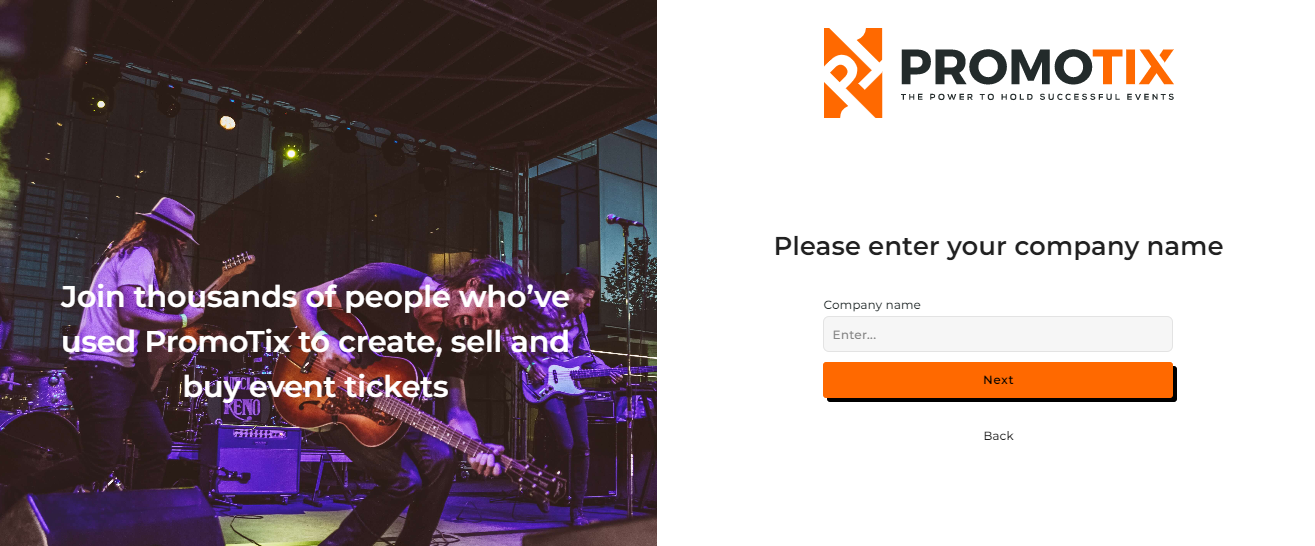 Join thousands of people who’ve
used PromoTix to create, sell and
buy event tickets
RENO
PROMOTIX
THE POWER TO HOLD SUCCESSFUL EVENTS
Please enter your company name
Company name
Enter...
Next
Back